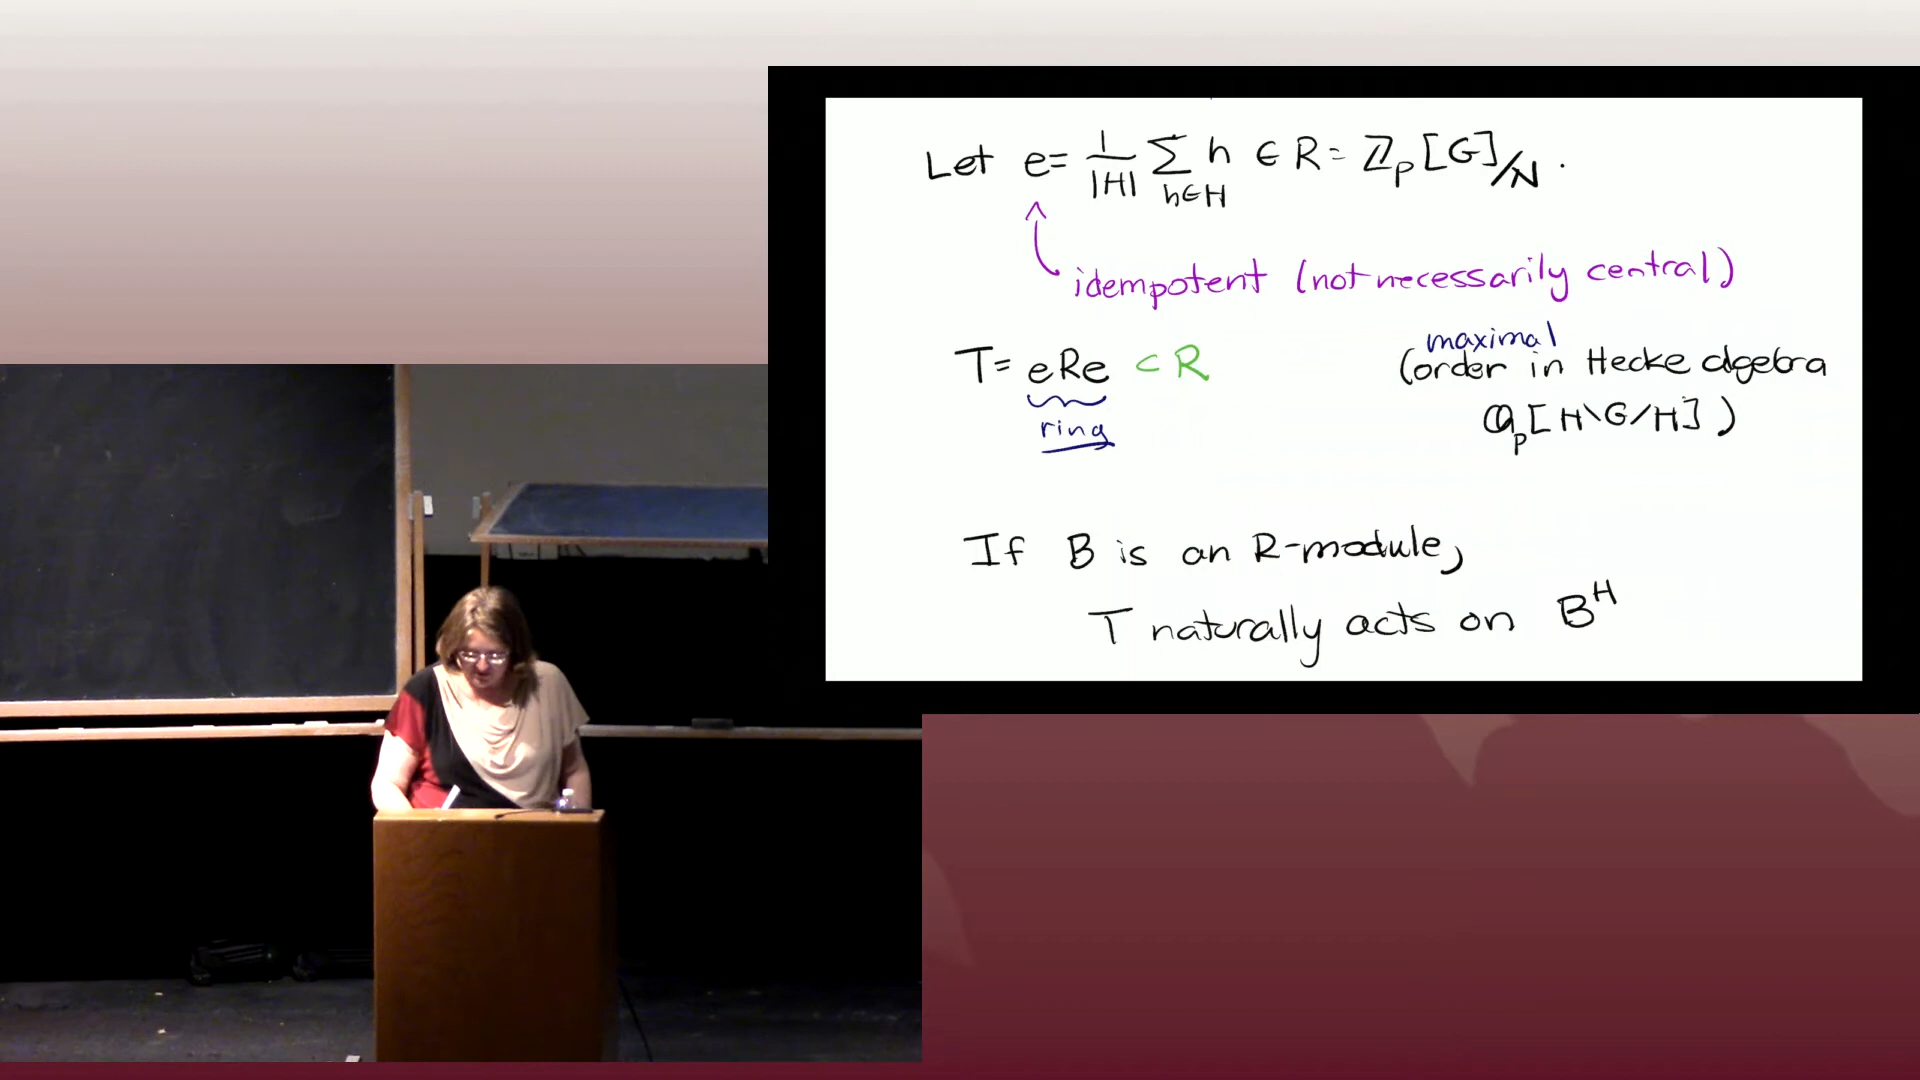 Let e = 1/|H| ∑_{h∈H} h ∈ R = ℤ_p[G]/N.
idempotent (not necessarily central)
maximal
T = eRe ⊂ R (order in Hecke algebra
ring ℚ_p[H\G/H])
If B is an R-module,
T naturally acts on B^H